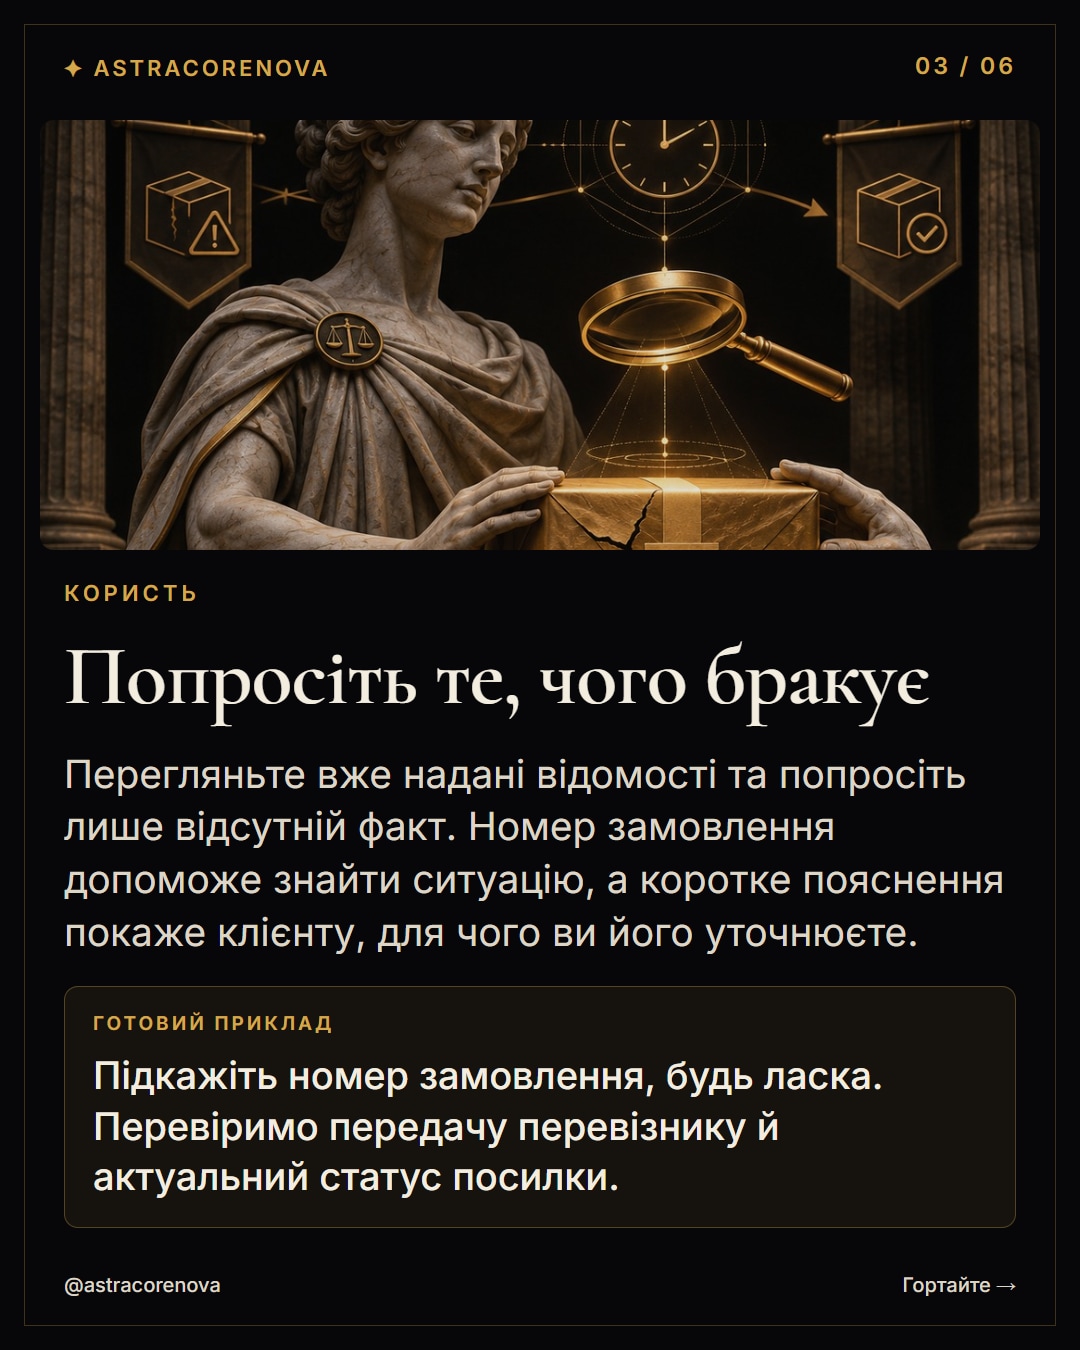 ✦ ASTRACORENOVA
03 / 06
КОРИСТЬ
Попросіть те, чого бракує
Перегляньте вже надані відомості та попросіть
лише відсутній факт. Номер замовлення
допоможе знайти ситуацію, а коротке пояснення
покаже клієнту, для чого ви його уточнюєте.
ГОТОВИЙ ПРИКЛАД
Підкажіть номер замовлення, будь ласка.
Перевіримо передачу перевізнику й
актуальний статус посилки.
@astracorenova
Гортайте →